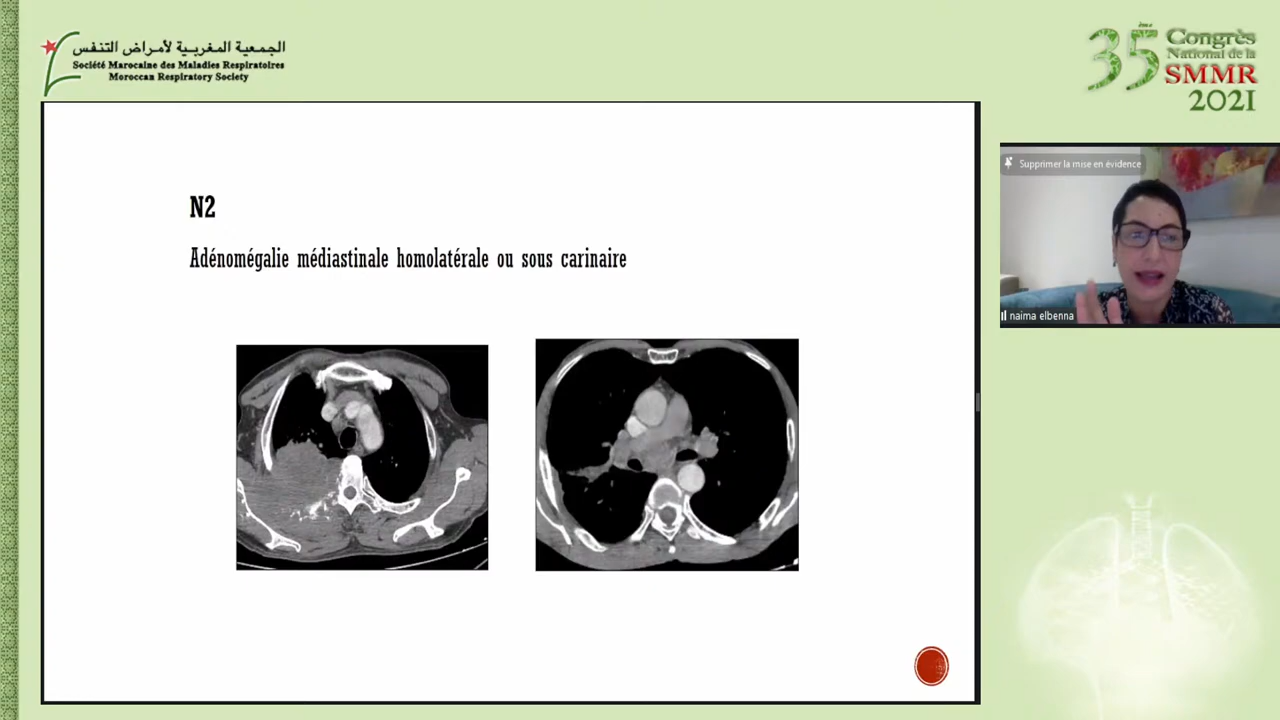 الجمعية المغربية لأمراض التنفس
Société Marocaine des Maladies Respiratoires
Moroccan Respiratory Society
35
ème
Congrès
National de la
SMMR
2021
Supprimer la mise en évidence
naima elbenna
N2
Adénomégalie médiastinale homolatérale ou sous carinaire